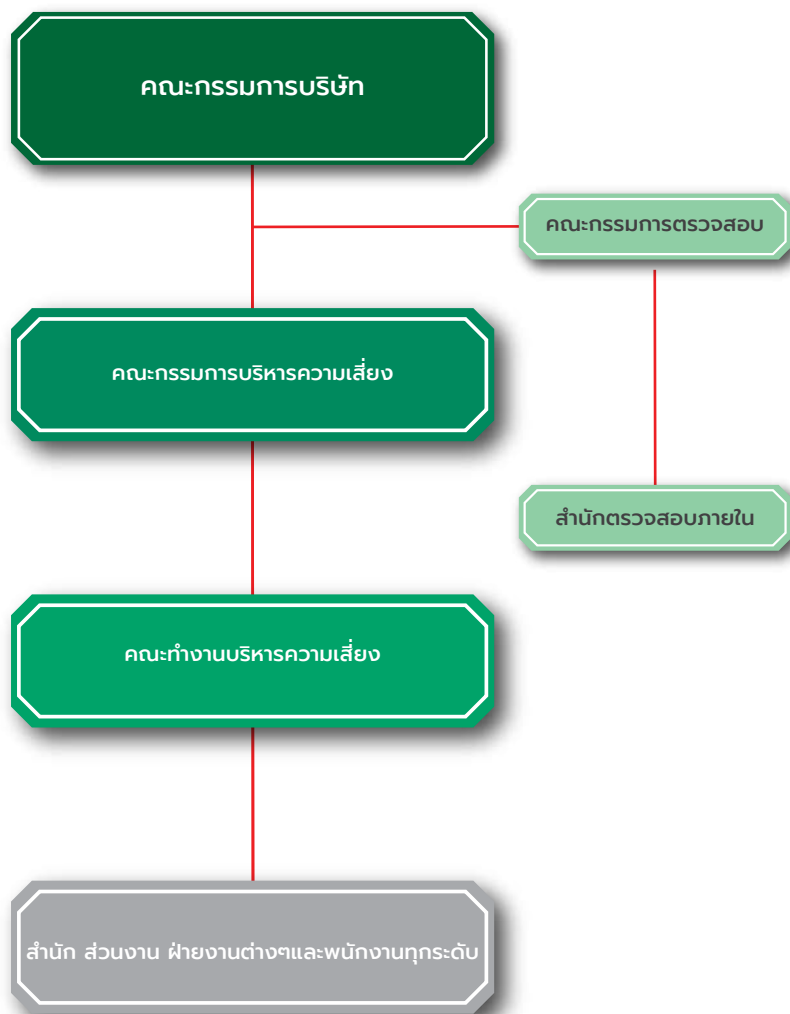 คณะกรรมการบริษัท
คณะกรรมการตรวจสอบ
คณะกรรมการบริหารความเสี่ยง
สำนักตรวจสอบภายใน
คณะทำงานบริหารความเสี่ยง
สำนัก ส่วนงาน ฝ่ายงานต่างๆและพนักงานทุกระดับ